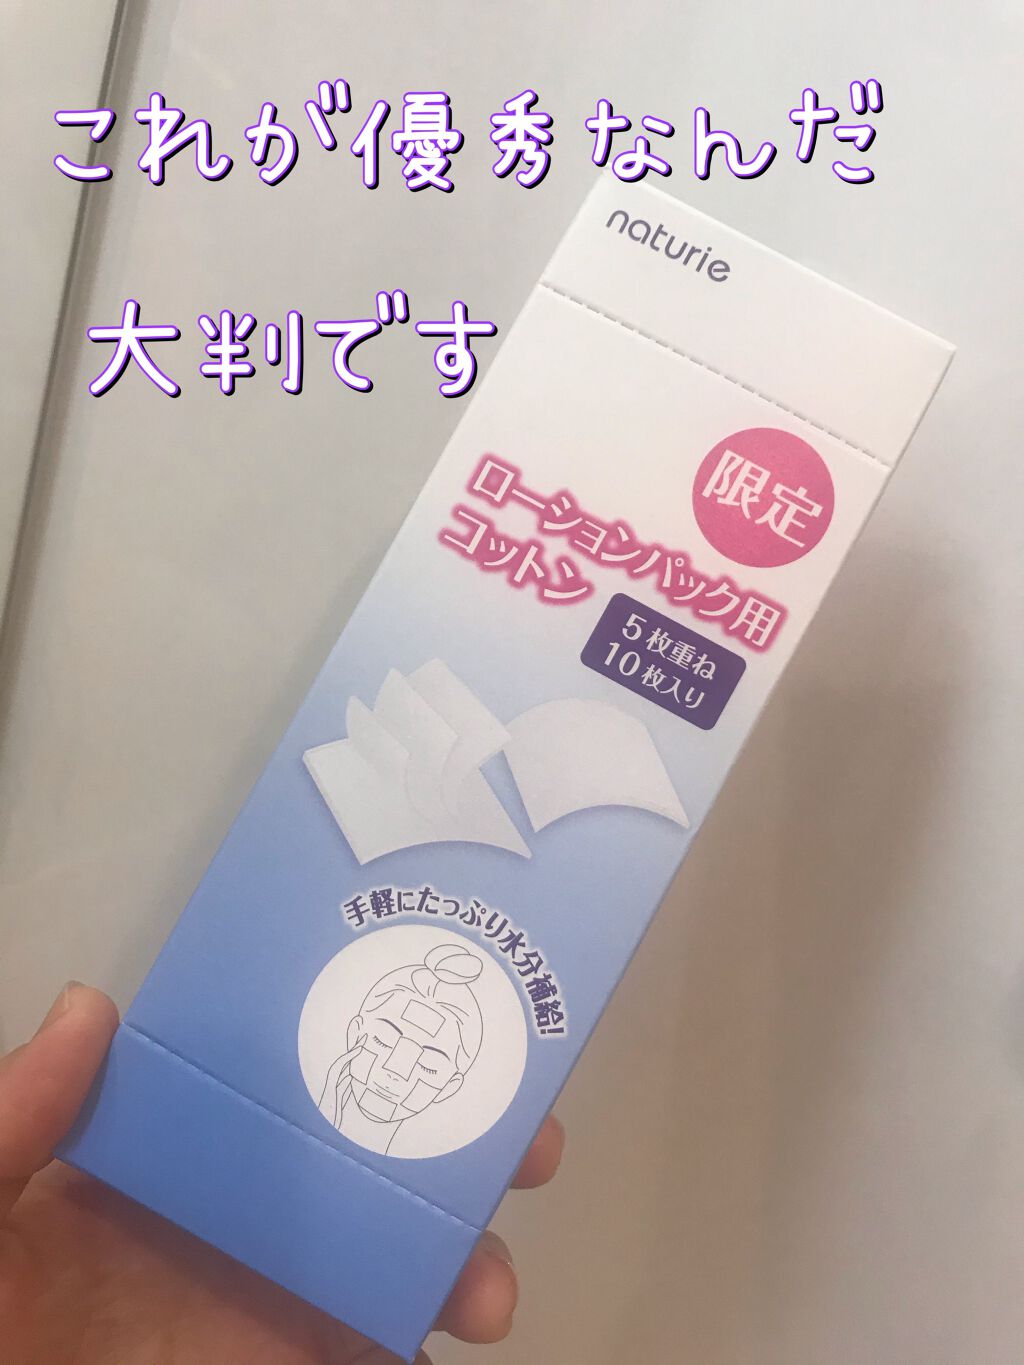 これが優秀なんだ
大判です
naturie
限定
ローションパック用
コットン
5枚重ね
10枚入り
手軽にたっぷり水分補給!